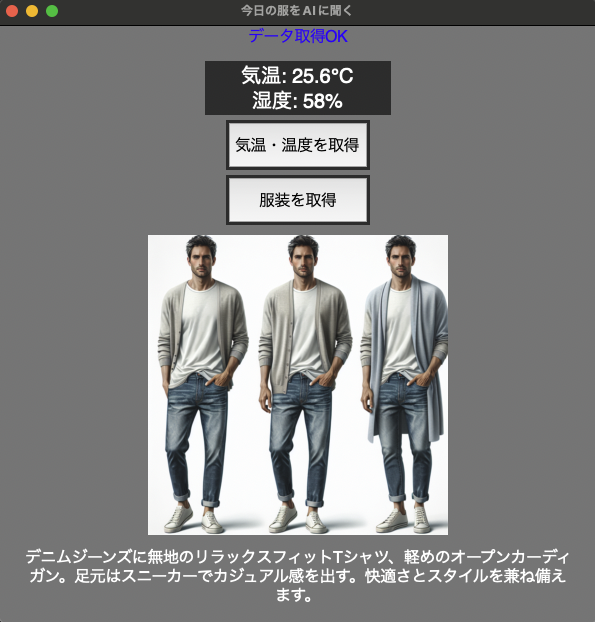 今日の服をAIに聞く
データ取得OK
気温: 25.6°C
湿度: 58%
気温・温度を取得
服装を取得
デニムジーンズに無地のリラックスフィットTシャツ、軽めのオープンカーディ
ガン。足元はスニーカーでカジュアル感を出す。快適さとスタイルを兼ね備え
ます。